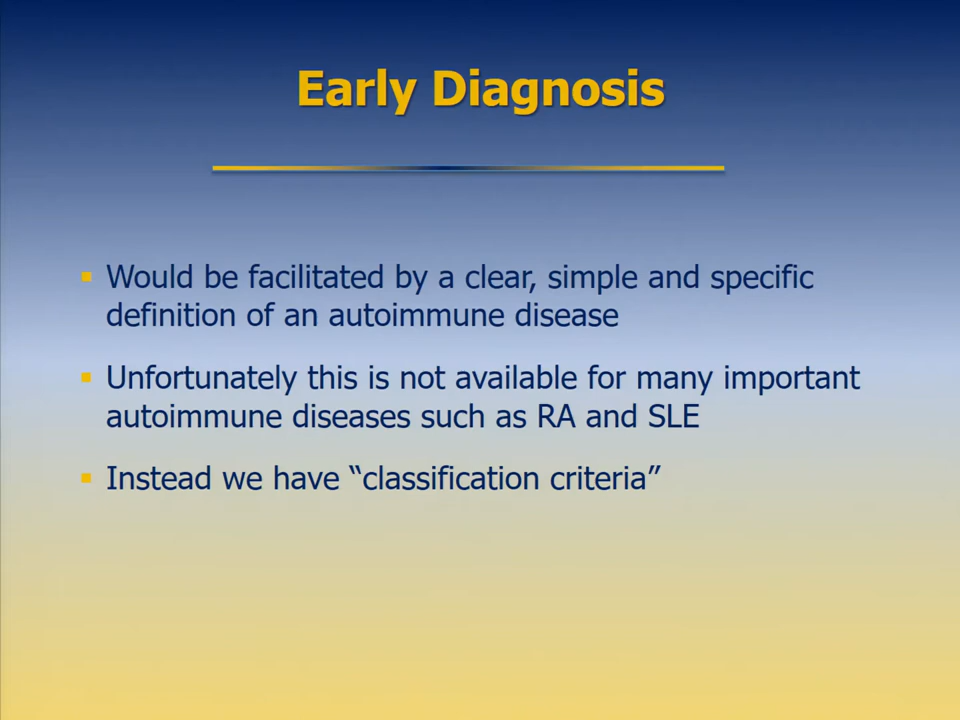 Early Diagnosis
▪ Would be facilitated by a clear, simple and specific
definition of an autoimmune disease
▪ Unfortunately this is not available for many important
autoimmune diseases such as RA and SLE
▪ Instead we have “classification criteria”